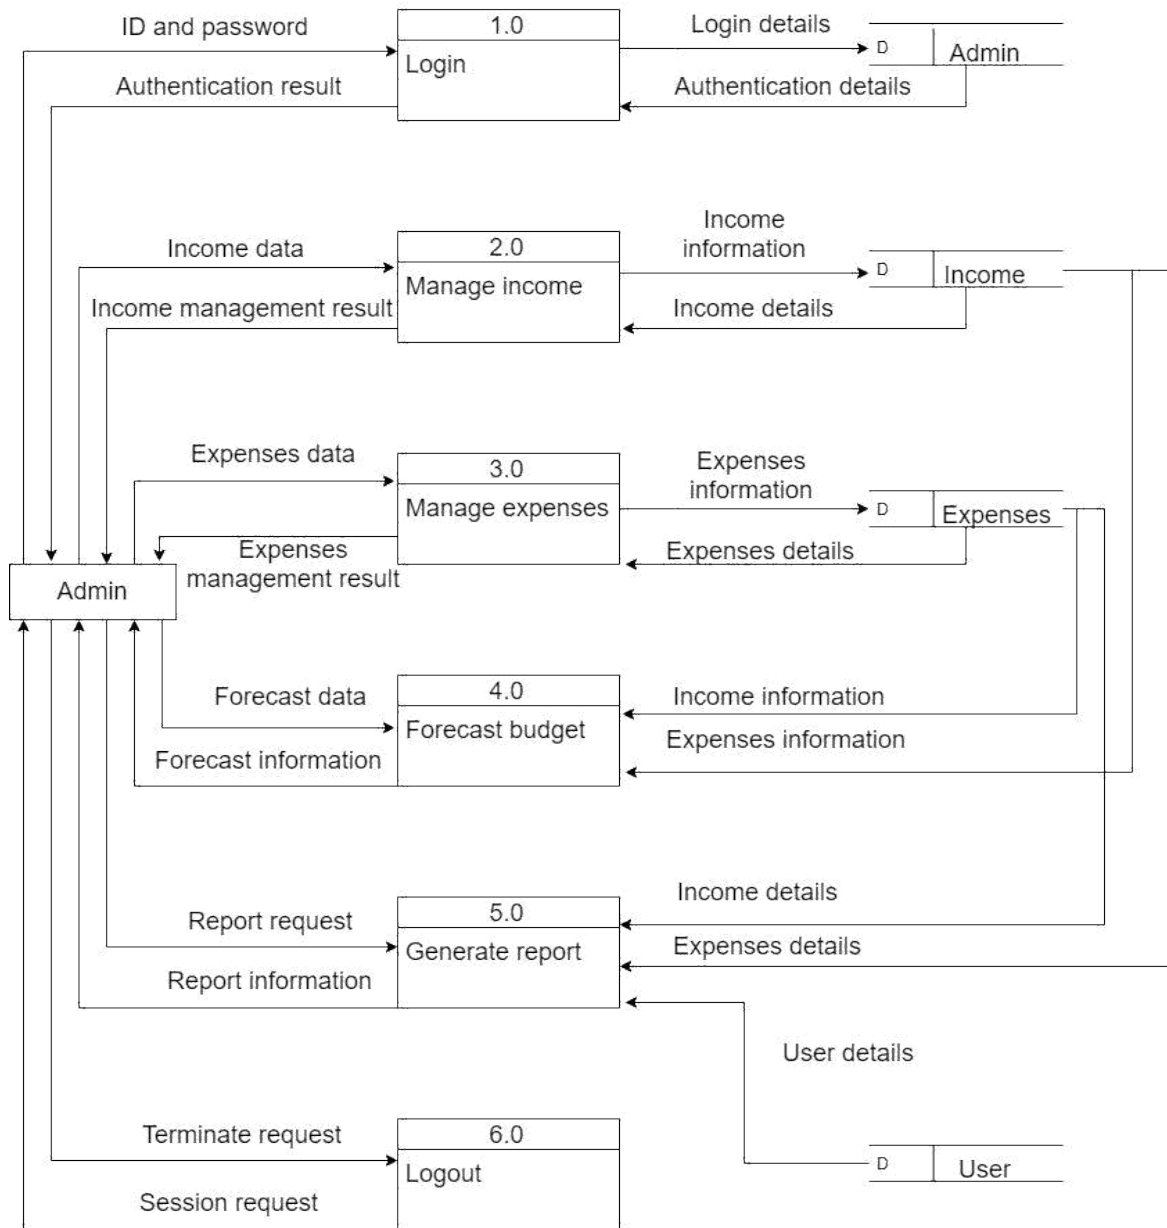 ID and password
1.0
Login details
Login
D
Admin
Authentication result
Authentication details
Income
information
Income data
2.0
Manage income
D
Income
Income management result
Income details
Expenses data
3.0
Expenses
information
Manage expenses
D
Expenses
Expenses
management result
Expenses details
Admin
Forecast data
4.0
Income information
Forecast budget
Forecast information
Expenses information
Income details
Report request
5.0
Generate report
Expenses details
Report information
User details
Terminate request
6.0
Logout
D
User
Session request